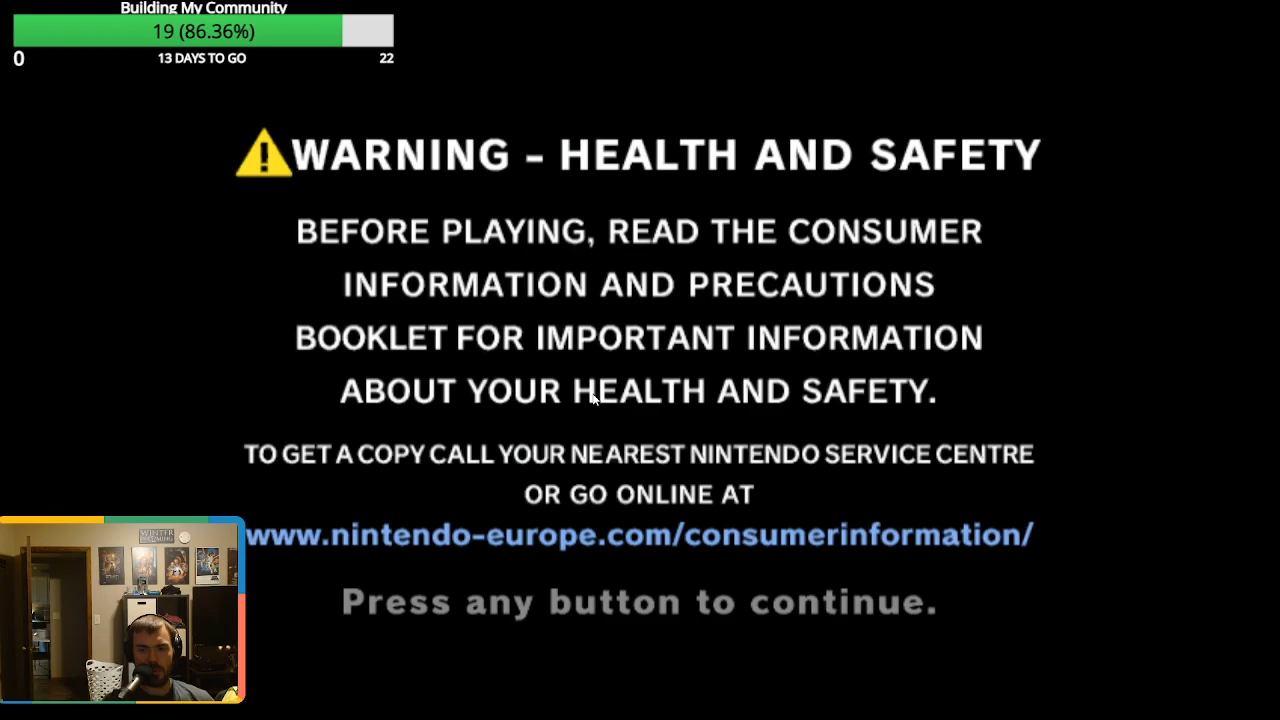 Building My Community
19 (86.36%)
0 13 DAYS TO GO 22
WARNING - HEALTH AND SAFETY
BEFORE PLAYING, READ THE CONSUMER
INFORMATION AND PRECAUTIONS
BOOKLET FOR IMPORTANT INFORMATION
ABOUT YOUR HEALTH AND SAFETY.
TO GET A COPY CALL YOUR NEAREST NINTENDO SERVICE CENTRE
OR GO ONLINE AT
www.nintendo-europe.com/consumerinformation/
Press any button to continue.